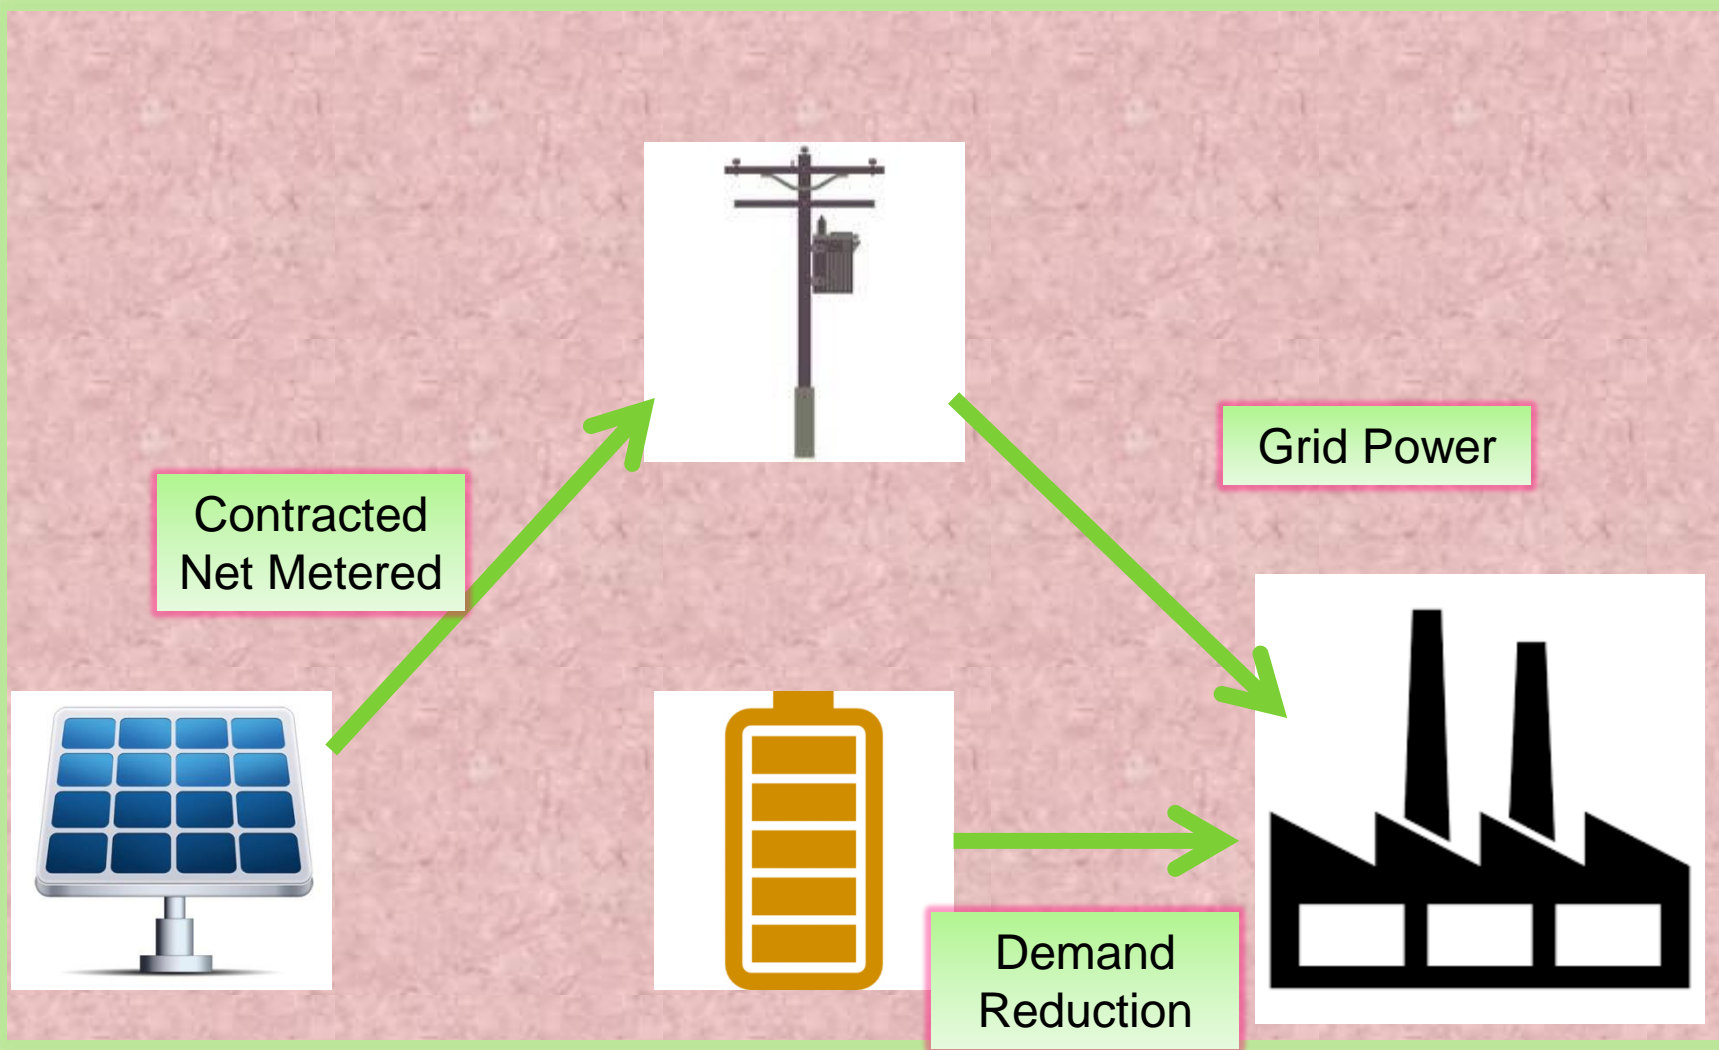 Grid Power
Contracted
Net Metered
Demand
Reduction